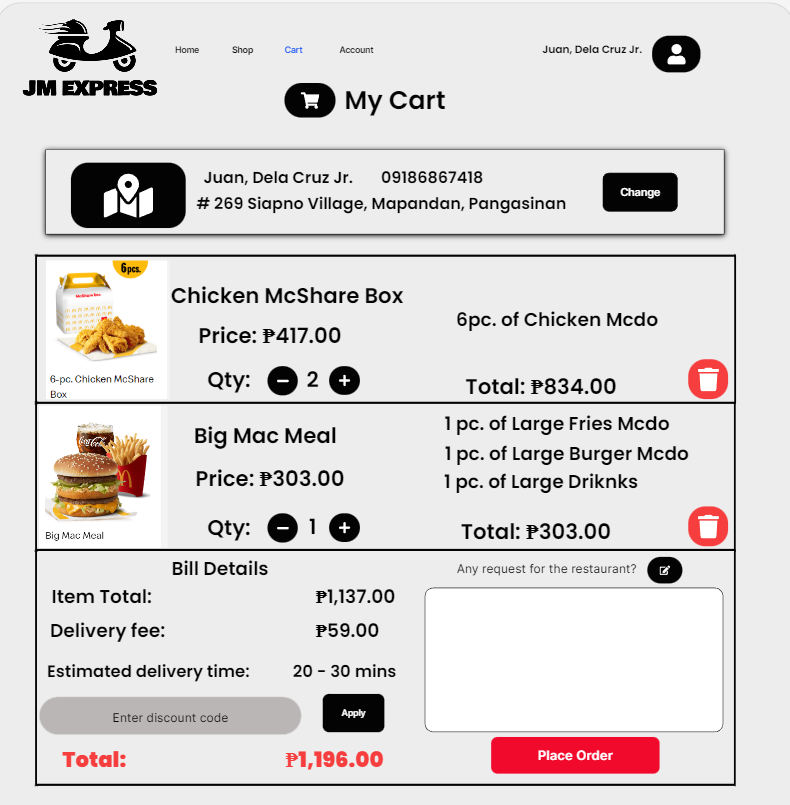 Home Shop Cart Account Juan, Dela Cruz Jr.
JM EXPRESS
My Cart
Juan, Dela Cruz Jr. 09186867418
# 269 Siapno Village, Mapandan, Pangasinan
Change
6pcs.
McShare Box
6-pc. Chicken McShare
Box
Chicken McShare Box
Price: ₱417.00
Qty: − 2 +
6pc. of Chicken Mcdo
Total: ₱834.00
Coca-Cola
Big Mac Meal
Big Mac Meal
Price: ₱303.00
Qty: − 1 +
1 pc. of Large Fries Mcdo
1 pc. of Large Burger Mcdo
1 pc. of Large Driknks
Total: ₱303.00
Bill Details
Item Total: ₱1,137.00
Delivery fee: ₱59.00
Estimated delivery time: 20 - 30 mins
Enter discount code Apply
Total: ₱1,196.00
Any request for the restaurant?
Place Order